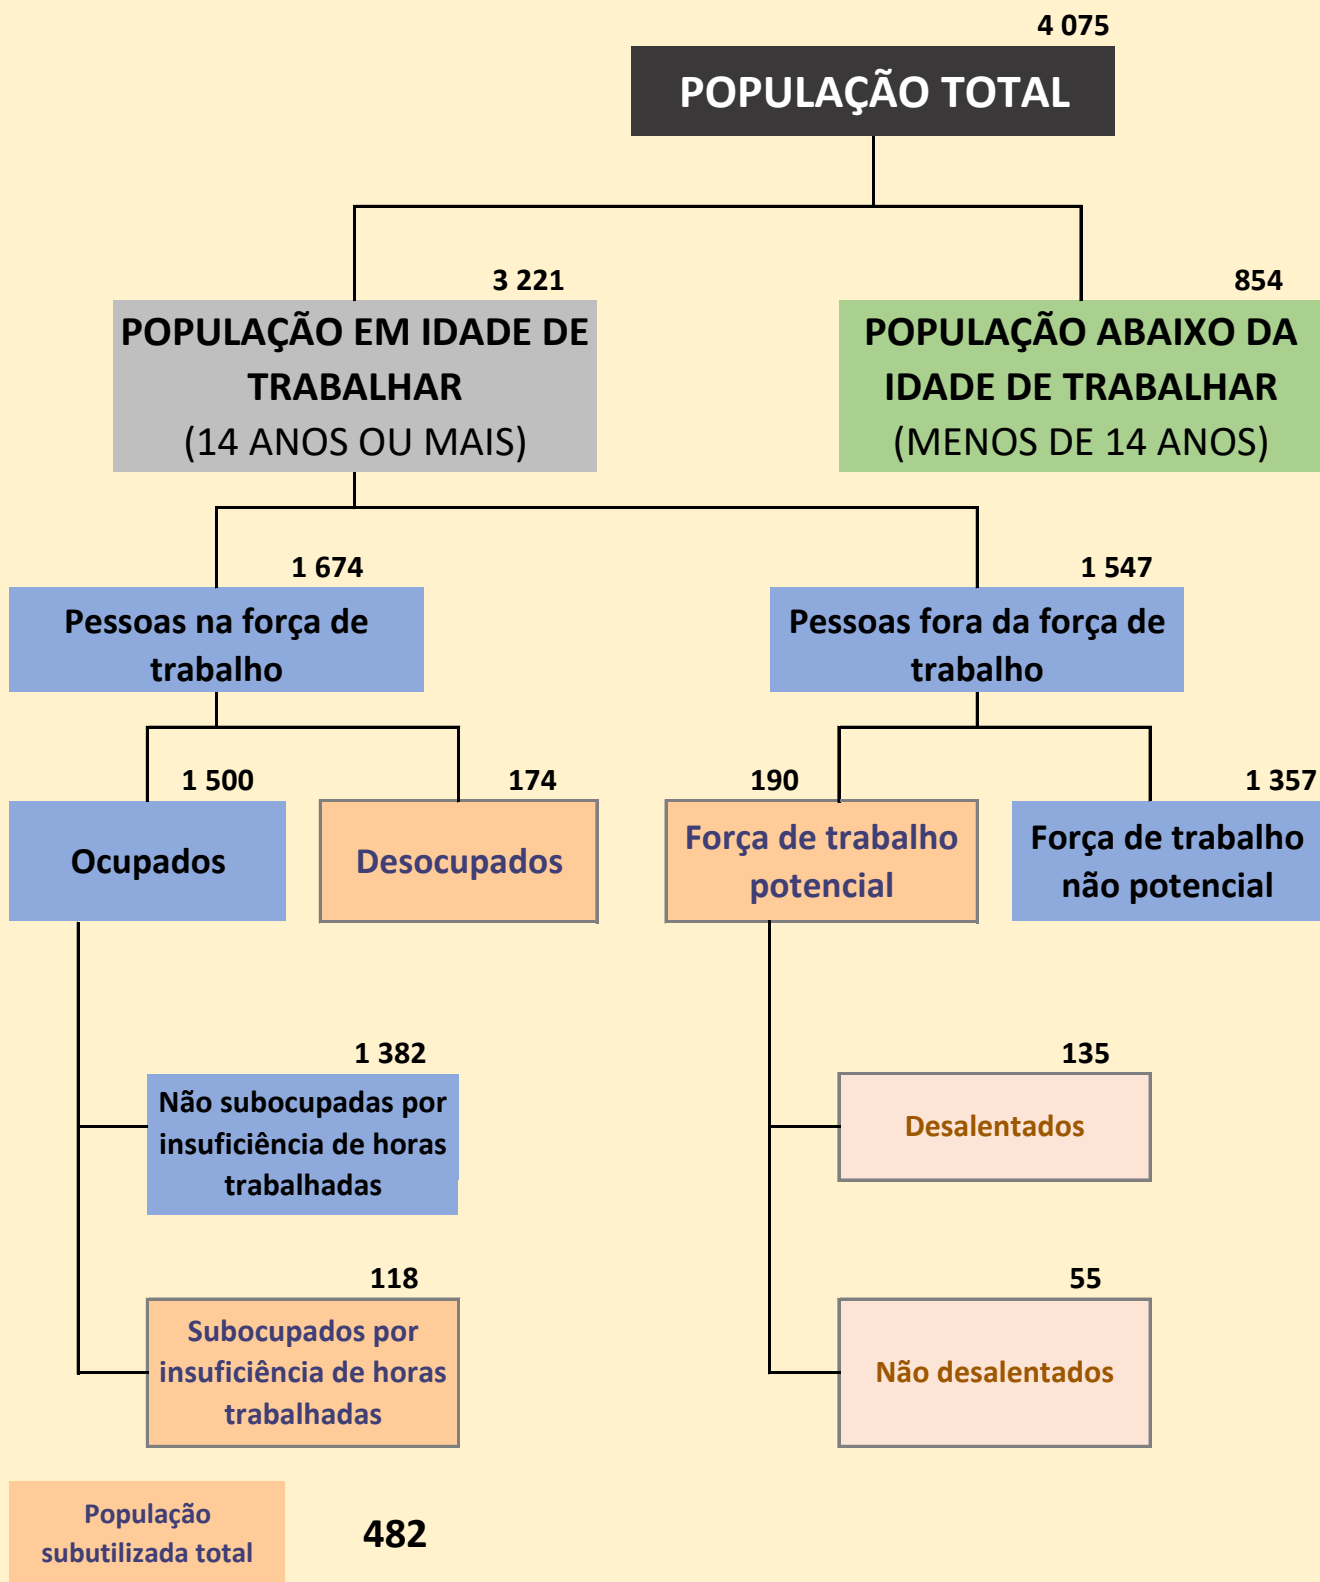 4 075
POPULAÇÃO TOTAL
3 221
POPULAÇÃO EM IDADE DE
TRABALHAR
(14 ANOS OU MAIS)
854
POPULAÇÃO ABAIXO DA
IDADE DE TRABALHAR
(MENOS DE 14 ANOS)
1 674
Pessoas na força de
trabalho
1 547
Pessoas fora da força de
trabalho
1 500
Ocupados
174
Desocupados
190
Força de trabalho
potencial
1 357
Força de trabalho
não potencial
1 382
Não subocupadas por
insuficiência de horas
trabalhadas
135
Desalentados
118
Subocupados por
insuficiência de horas
trabalhadas
55
Não desalentados
População
subutilizada total
482